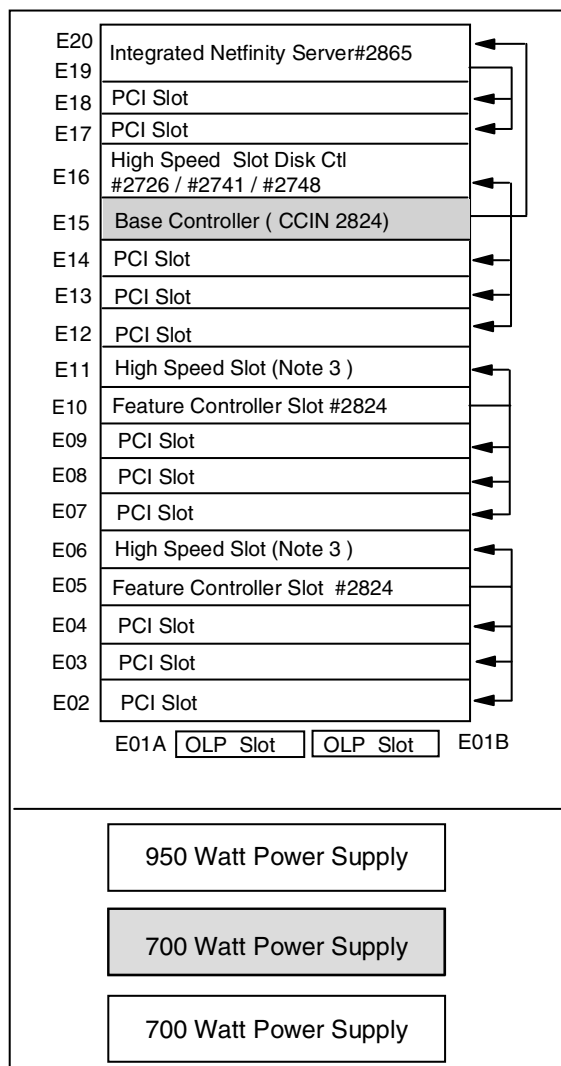 E20
Integrated Netfinity Server#2865
E19
E18 PCI Slot
E17 PCI Slot
High Speed Slot Disk Ctl
E16 #2726 / #2741 / #2748
E15 Base Controller ( CCIN 2824)
E14 PCI Slot
E13 PCI Slot
E12 PCI Slot
E11 High Speed Slot (Note 3 )
E10 Feature Controller Slot #2824
E09 PCI Slot
E08 PCI Slot
E07 PCI Slot
E06 High Speed Slot (Note 3 )
E05 Feature Controller Slot #2824
E04 PCI Slot
E03 PCI Slot
E02 PCI Slot
E01A OLP Slot OLP Slot E01B
950 Watt Power Supply
700 Watt Power Supply
700 Watt Power Supply